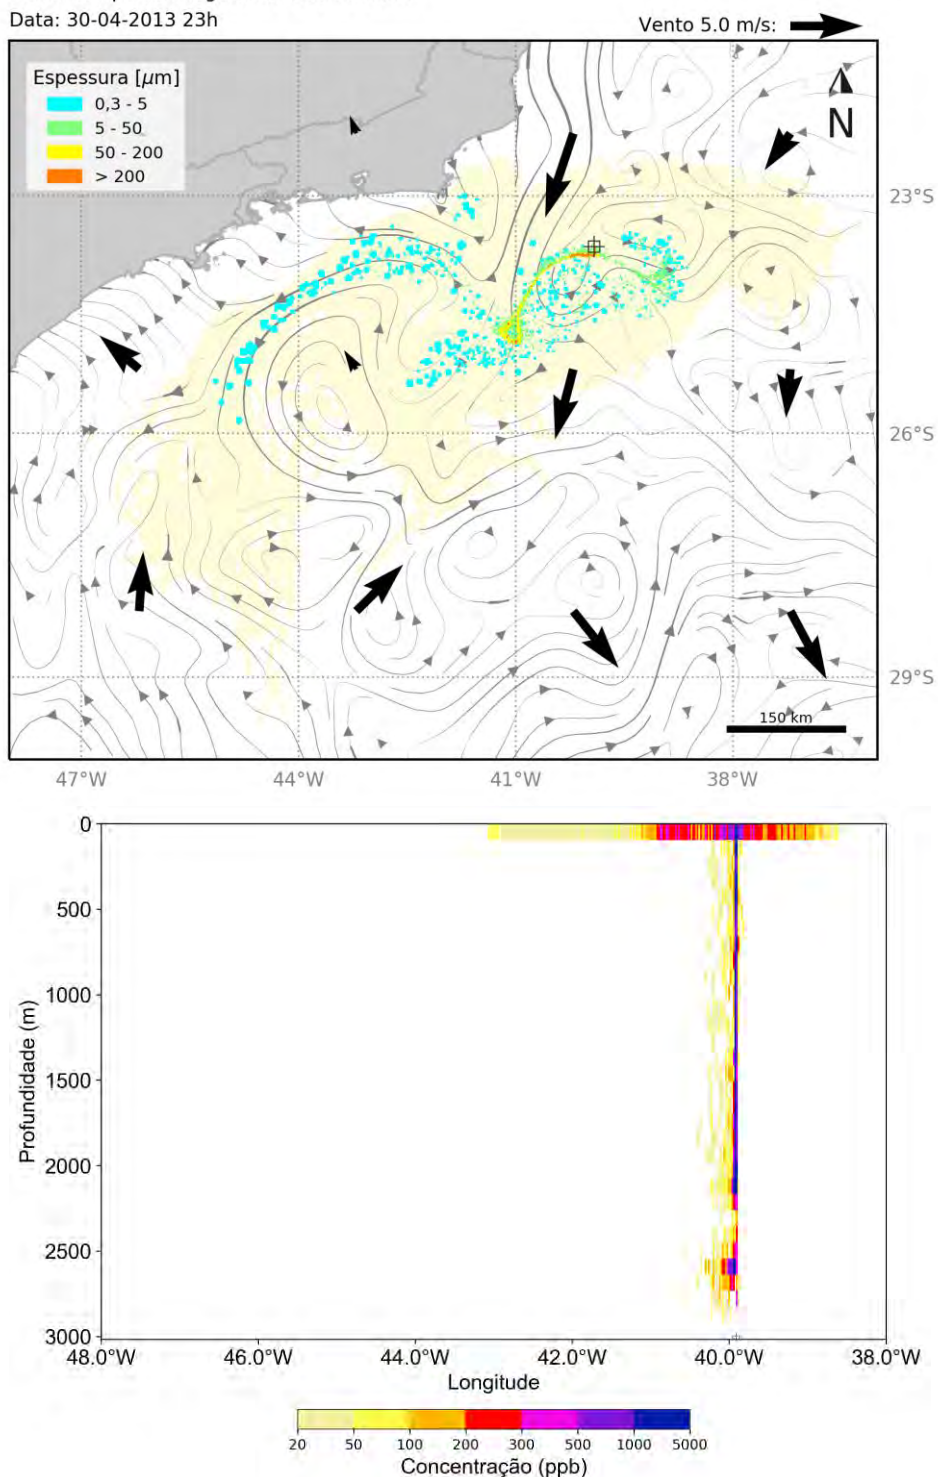 Data: 30-04-2013 23h
Vento 5.0 m/s:
Espessura [μm]
0,3 - 5
5 - 50
50 - 200
> 200
N
23°S
26°S
29°S
150 km
47°W 44°W 41°W 38°W
0
500
1000
1500
2000
2500
3000
Profundidade (m)
48.0°W 46.0°W 44.0°W 42.0°W 40.0°W 38.0°W
Longitude
20 50 100 200 300 500 1000 5000
Concentração (ppb)